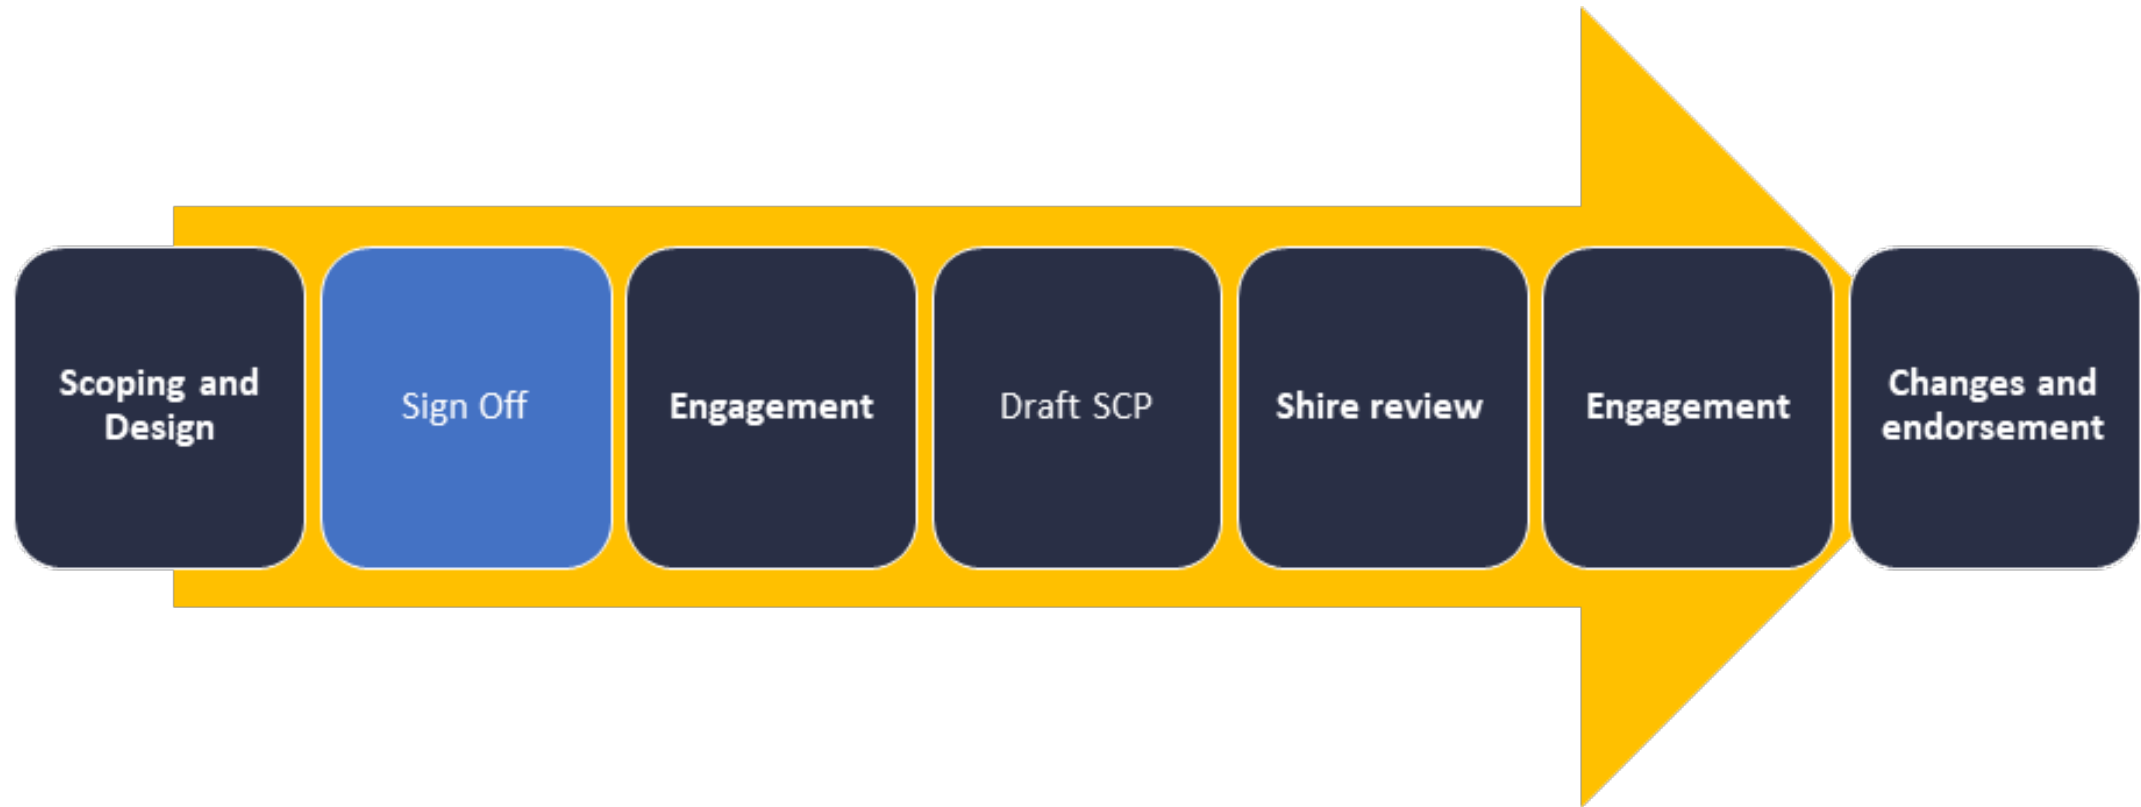 Scoping and
Design
Sign Off
Engagement
Draft SCP
Shire review
Engagement
Changes and
endorsement